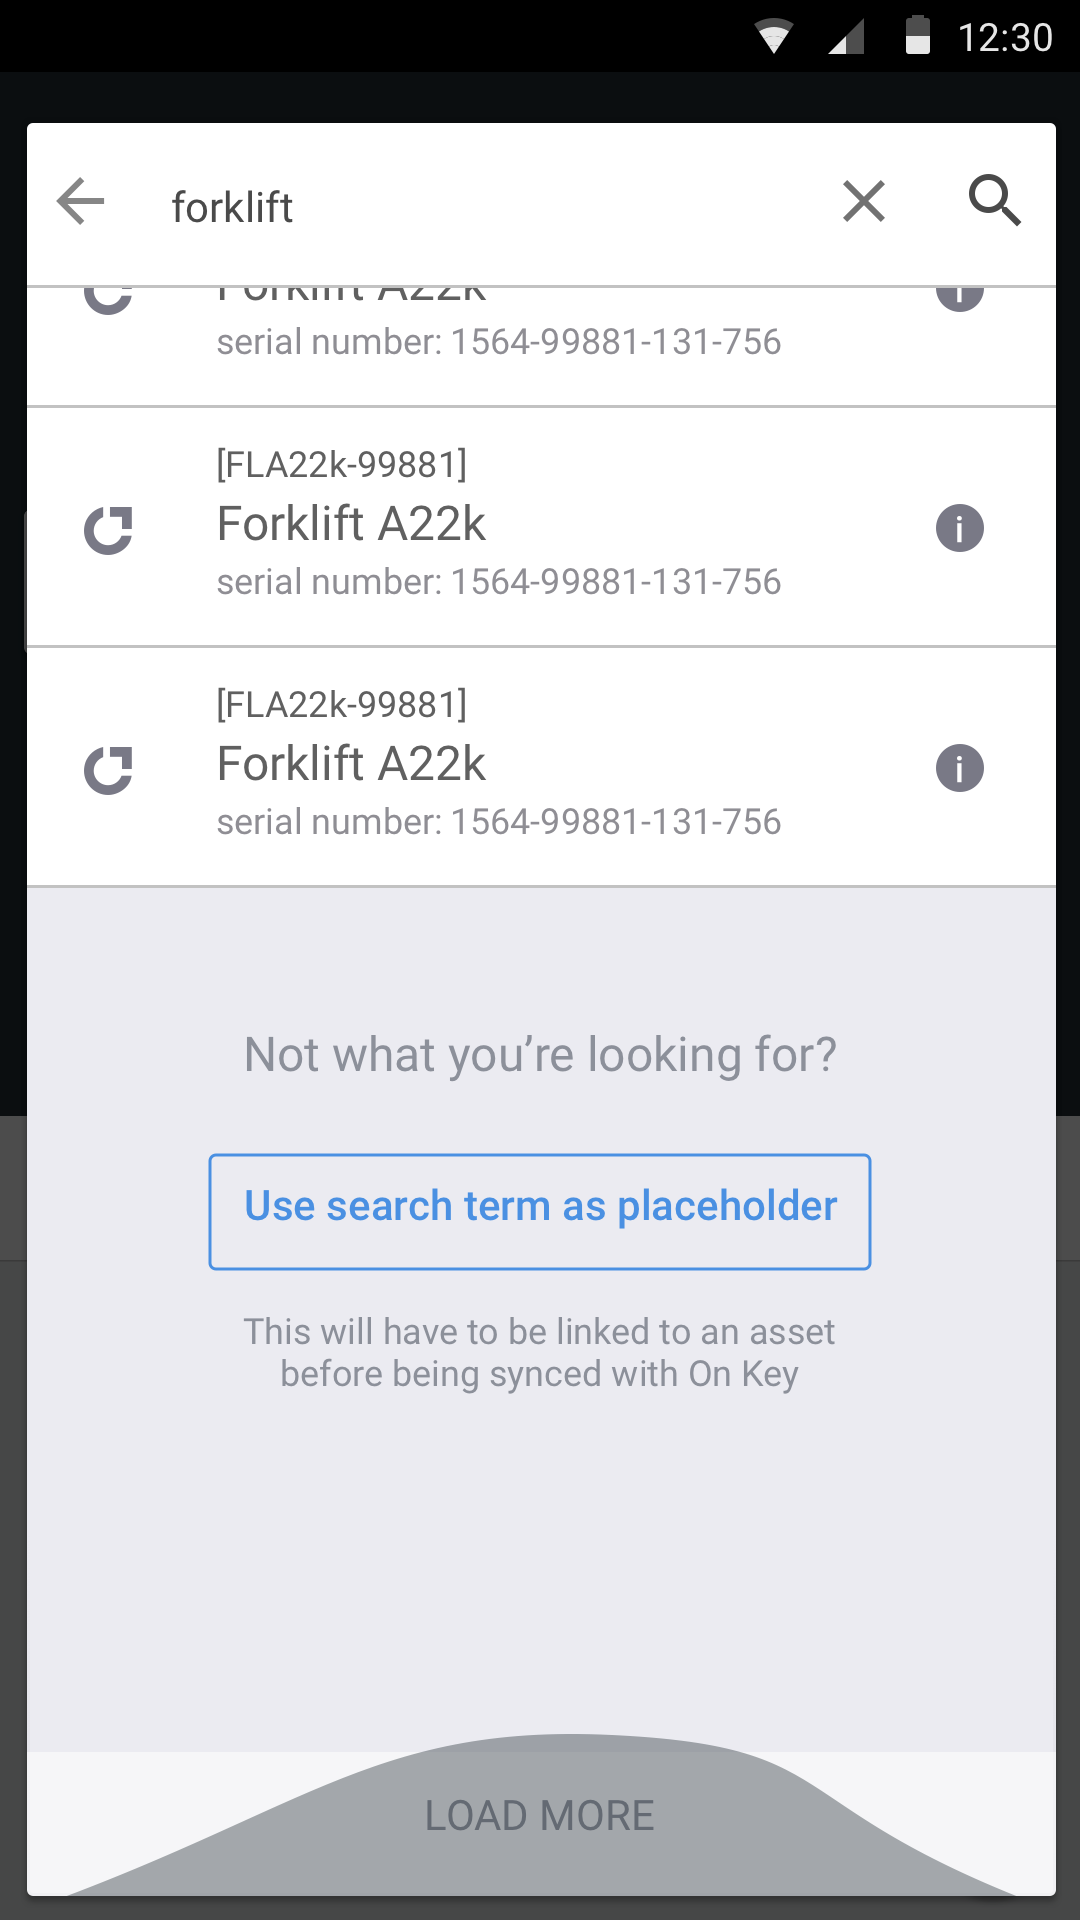 12:30
forklift
Forklift A22k
serial number: 1564-99881-131-756
[FLA22k-99881]
Forklift A22k
serial number: 1564-99881-131-756
[FLA22k-99881]
Forklift A22k
serial number: 1564-99881-131-756
Not what you’re looking for?
Use search term as placeholder
This will have to be linked to an asset
before being synced with On Key
LOAD MORE